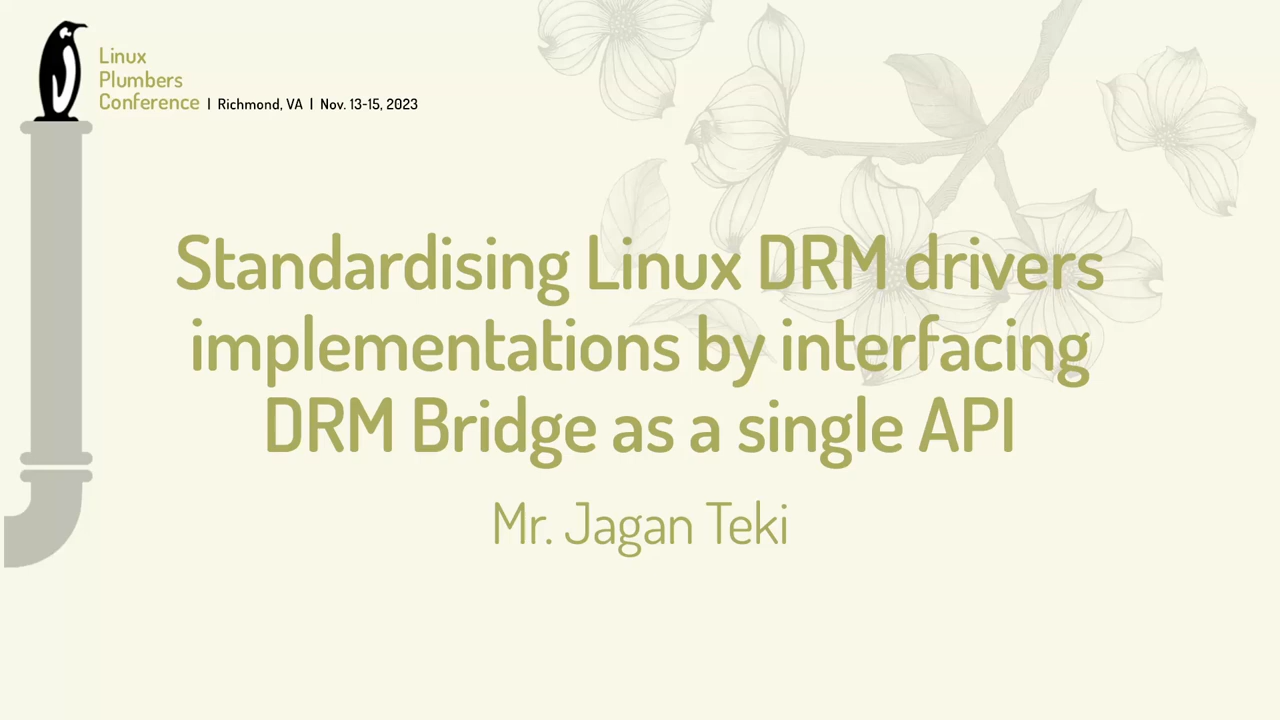 Linux
Plumbers
Conference | Richmond, VA | Nov. 13-15, 2023
Standardising Linux DRM drivers
implementations by interfacing
DRM Bridge as a single API
Mr. Jagan Teki